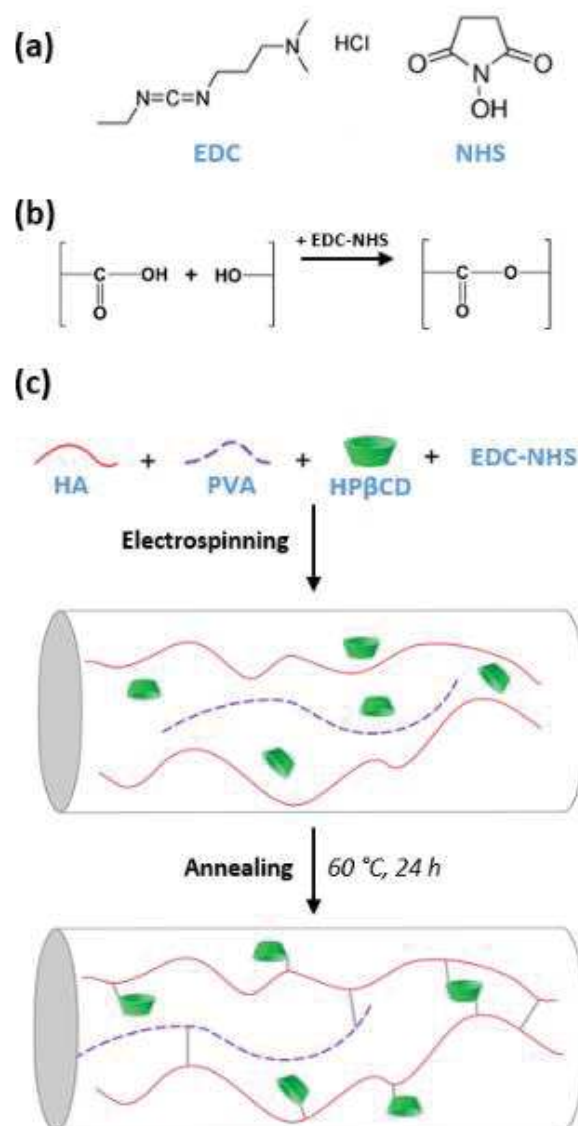 (a)
N=C=N
N
HCl
O
N
O
OH
EDC
NHS
(b)
+ EDC-NHS
C
OH
+
HO
C
O
O
O
(c)
+ + +
EDC-NHS
HA
PVA
HPβCD
Electrospinning
Annealing
60 °C, 24 h